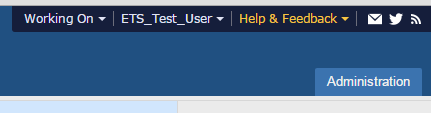 Working On ETS_Test_User Help & Feedback
Administration